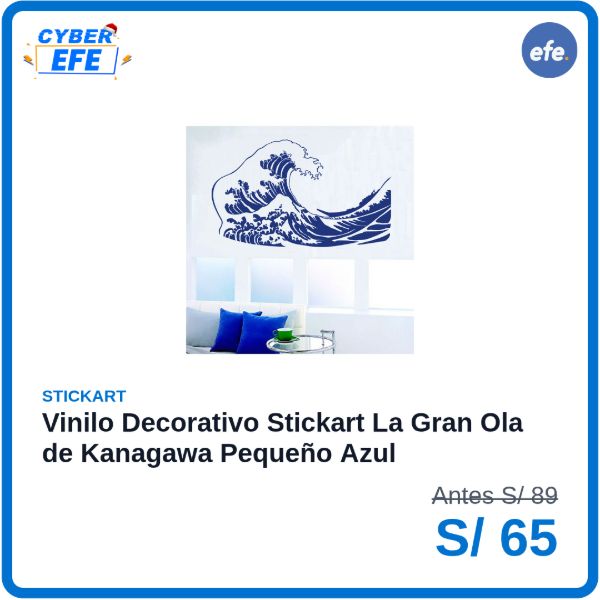 CYBER
EFE
efe.
STICKART
Vinilo Decorativo Stickart La Gran Ola
de Kanagawa Pequeño Azul
Antes S/ 89
S/ 65